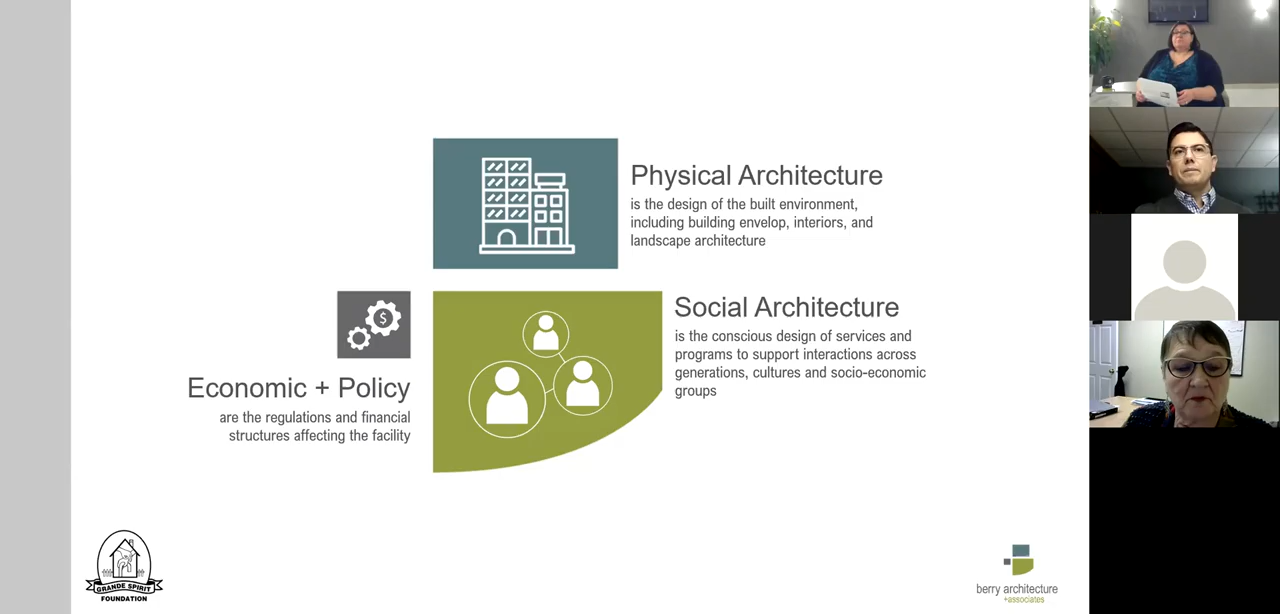 Physical Architecture
is the design of the built environment,
including building envelop, interiors, and
landscape architecture
$
Economic + Policy
are the regulations and financial
structures affecting the facility
Social Architecture
is the conscious design of services and
programs to support interactions across
generations, cultures and socio-economic
groups
GRANDE SPIRIT
FOUNDATION
berry architecture
+associates